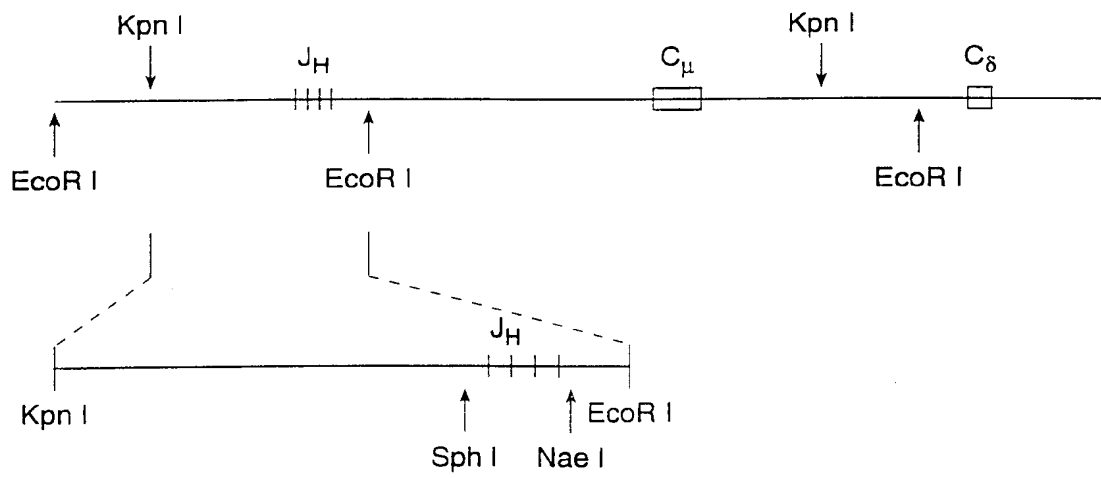 Kpn I
Kpn I
J_H
C_μ
C_δ
EcoR I
EcoR I
EcoR I
J_H
Kpn I
EcoR I
Sph I
Nae I